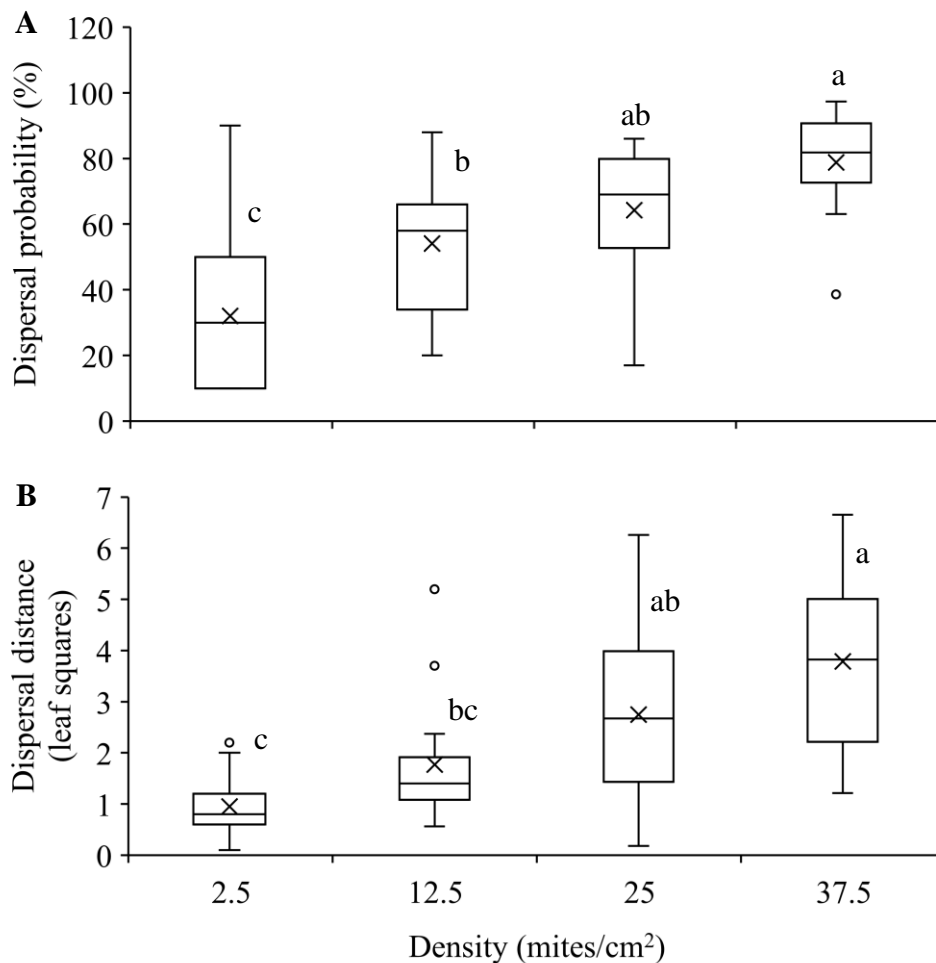 A
Dispersal probability (%)
120
100
80
60
40
20
0
c
b
ab
a
B
Dispersal distance
(leaf squares)
7
6
5
4
3
2
1
0
c
bc
ab
a
2.5 12.5 25 37.5
Density (mites/cm²)